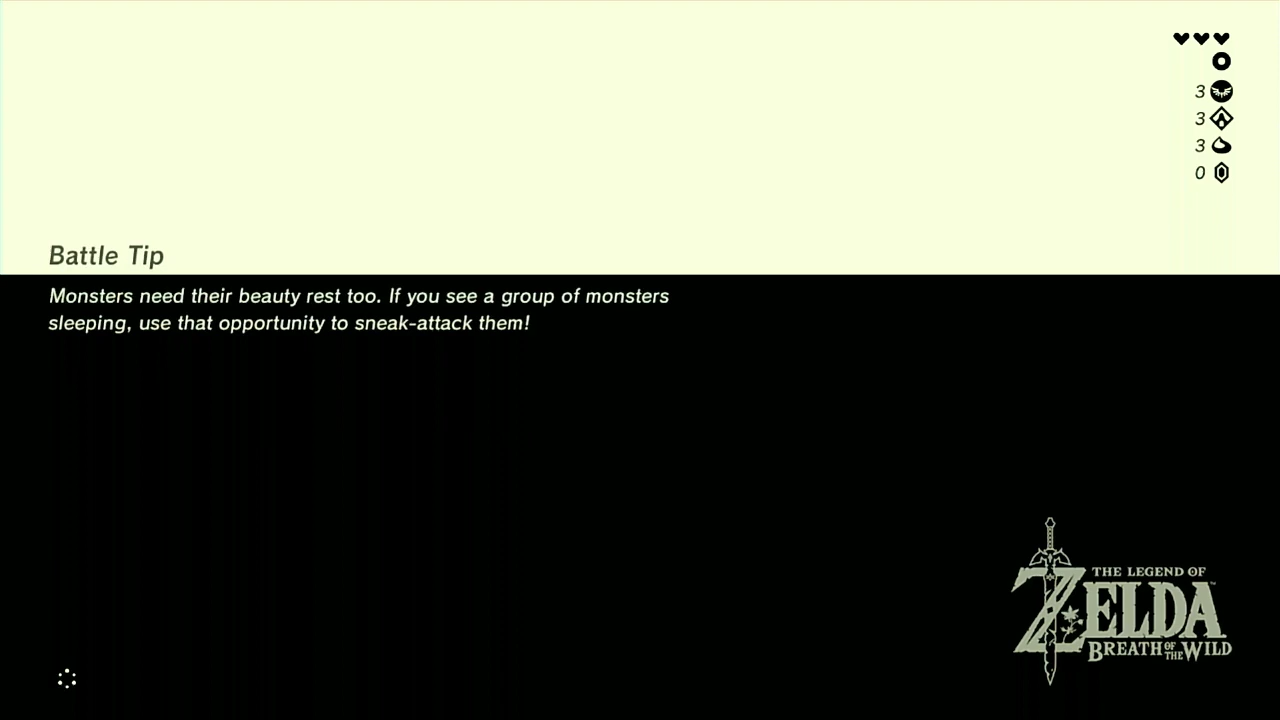 3
3
3
0
Battle Tip
Monsters need their beauty rest too. If you see a group of monsters
sleeping, use that opportunity to sneak-attack them!
THE LEGEND OF
ZELDA
BREATH OF THE WILD